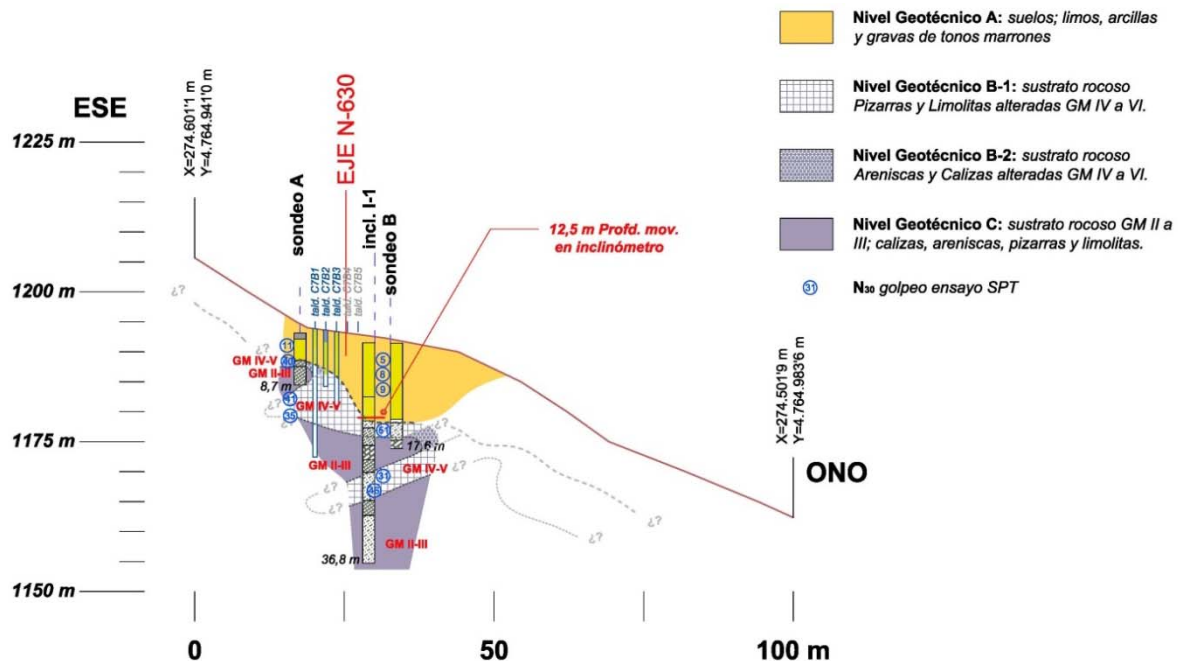 Nivel Geotécnico A: suelos; limos, arcillas
y gravas de tonos marrones
Nivel Geotécnico B-1: sustrato rocoso
Pizarras y Limolitas alteradas GM IV a VI.
Nivel Geotécnico B-2: sustrato rocoso
Areniscas y Calizas alteradas GM IV a VI.
Nivel Geotécnico C: sustrato rocoso GM II a
III; calizas, areniscas, pizarras y limolitas.
31
N30 golpeo ensayo SPT
ESE
X=274.601'1 m
Y=4.764.941'0 m
EJE N-630
sondeo A
incl. I-1
sondeo B
12,5 m Profd. mov.
en inclinómetro
tald. C7B1
tald. C7B2
tald. C7B3
tald. C7B4
tald. C7B5
1225 m
1200 m
1175 m
1150 m
¿?
11
GM IV-V
GM II-III
8,7 m
41
35
GM IV-V
5
8
9
51
17,6 m
¿?
¿?
GM II-III
GM IV-V
31
46
¿?
¿?
¿?
¿?
¿?
GM II-III
36,8 m
X=274.501'9 m
Y=4.764.983'6 m
ONO
0
50
100 m